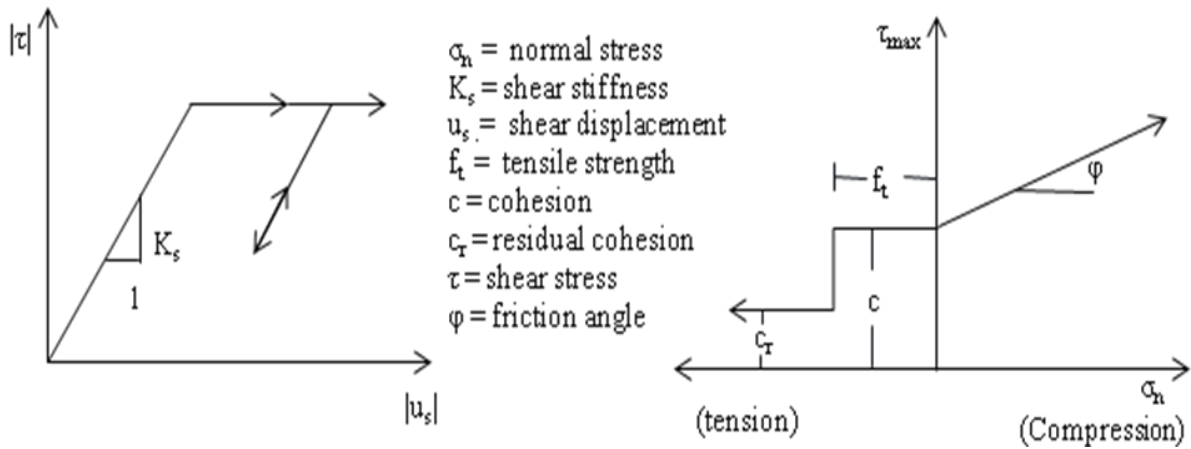 |τ|
K_s
1
|u_s|
σ_n = normal stress
K_s = shear stiffness
u_s = shear displacement
f_t = tensile strength
c = cohesion
c_r = residual cohesion
τ = shear stress
φ = friction angle
τ_max
f_t
φ
c
c_r
σ_n
(tension)
(Compression)